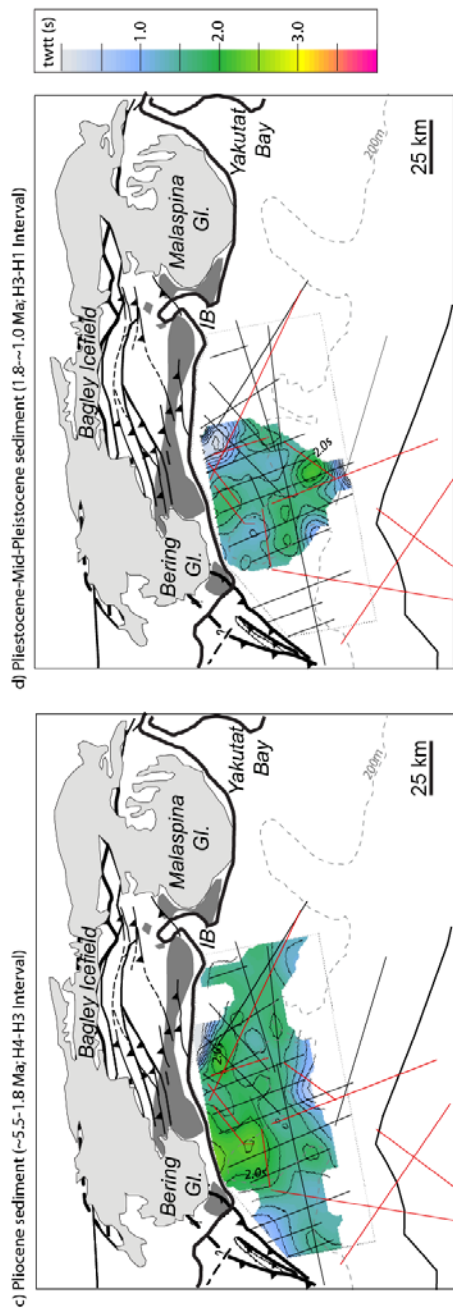 c) Pliocene sediment (~5.5-1.8 Ma; H4-H3 Interval)
Bagley Icefield
Bering
Gl.
Malaspina
Gl.
IB
Yakutat
Bay
2.0s
2.0s
200m
25 km
d) Pliestocene-Mid-Pleistocene sediment (1.8-~1.0 Ma; H3-H1 Interval)
Bagley Icefield
Bering
Gl.
Malaspina
Gl.
IB
Yakutat
Bay
2.0s
200m
25 km
twtt (s)
1.0
2.0
3.0